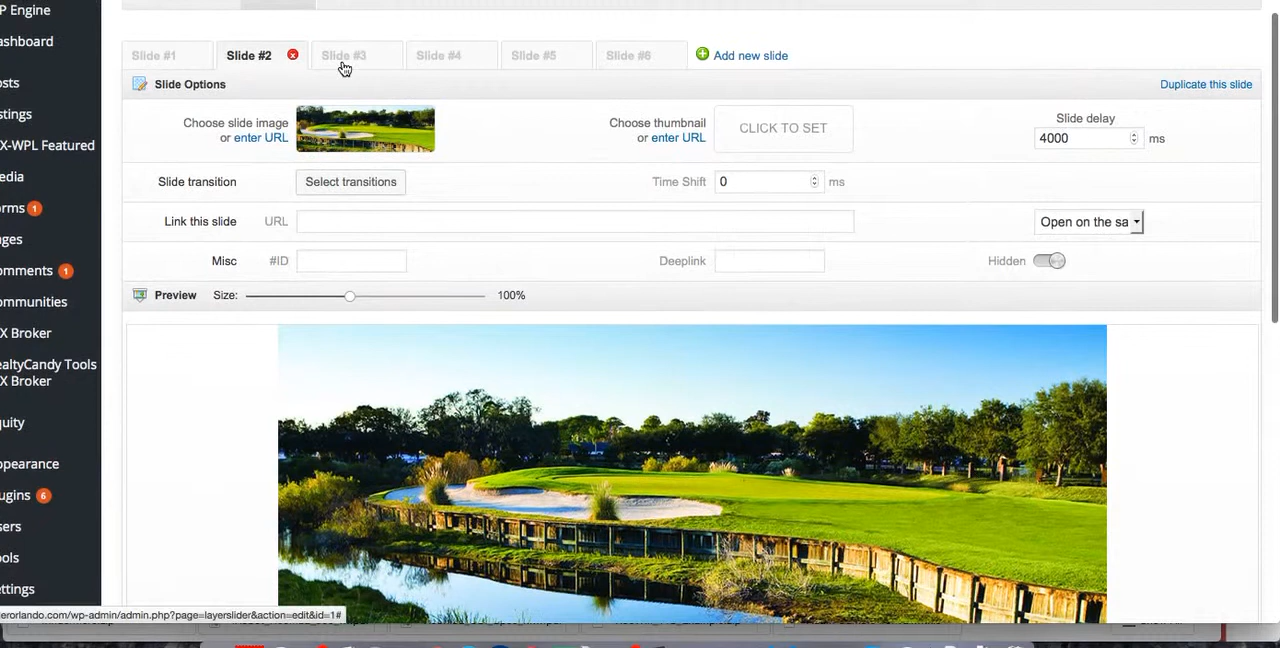 P Engine
ashboard
osts
stings
X-WPL Featured
edia
orms 1
ages
omments 1
ommunities
X Broker
ealtyCandy Tools
X Broker
quity
ppearance
ugins 6
sers
ools
ettings
Slide #1 Slide #2 Slide #3 Slide #4 Slide #5 Slide #6 Add new slide
Slide Options Duplicate this slide
Choose slide image
or enter URL
Choose thumbnail
or enter URL
CLICK TO SET
Slide delay
4000 ms
Slide transition Select transitions Time Shift 0 ms
Link this slide URL Open on the sa
Misc #ID Deeplink Hidden
Preview Size: 100%
erorlando.com/wp-admin/admin.php?page=layerslider&action=edit&id=1#